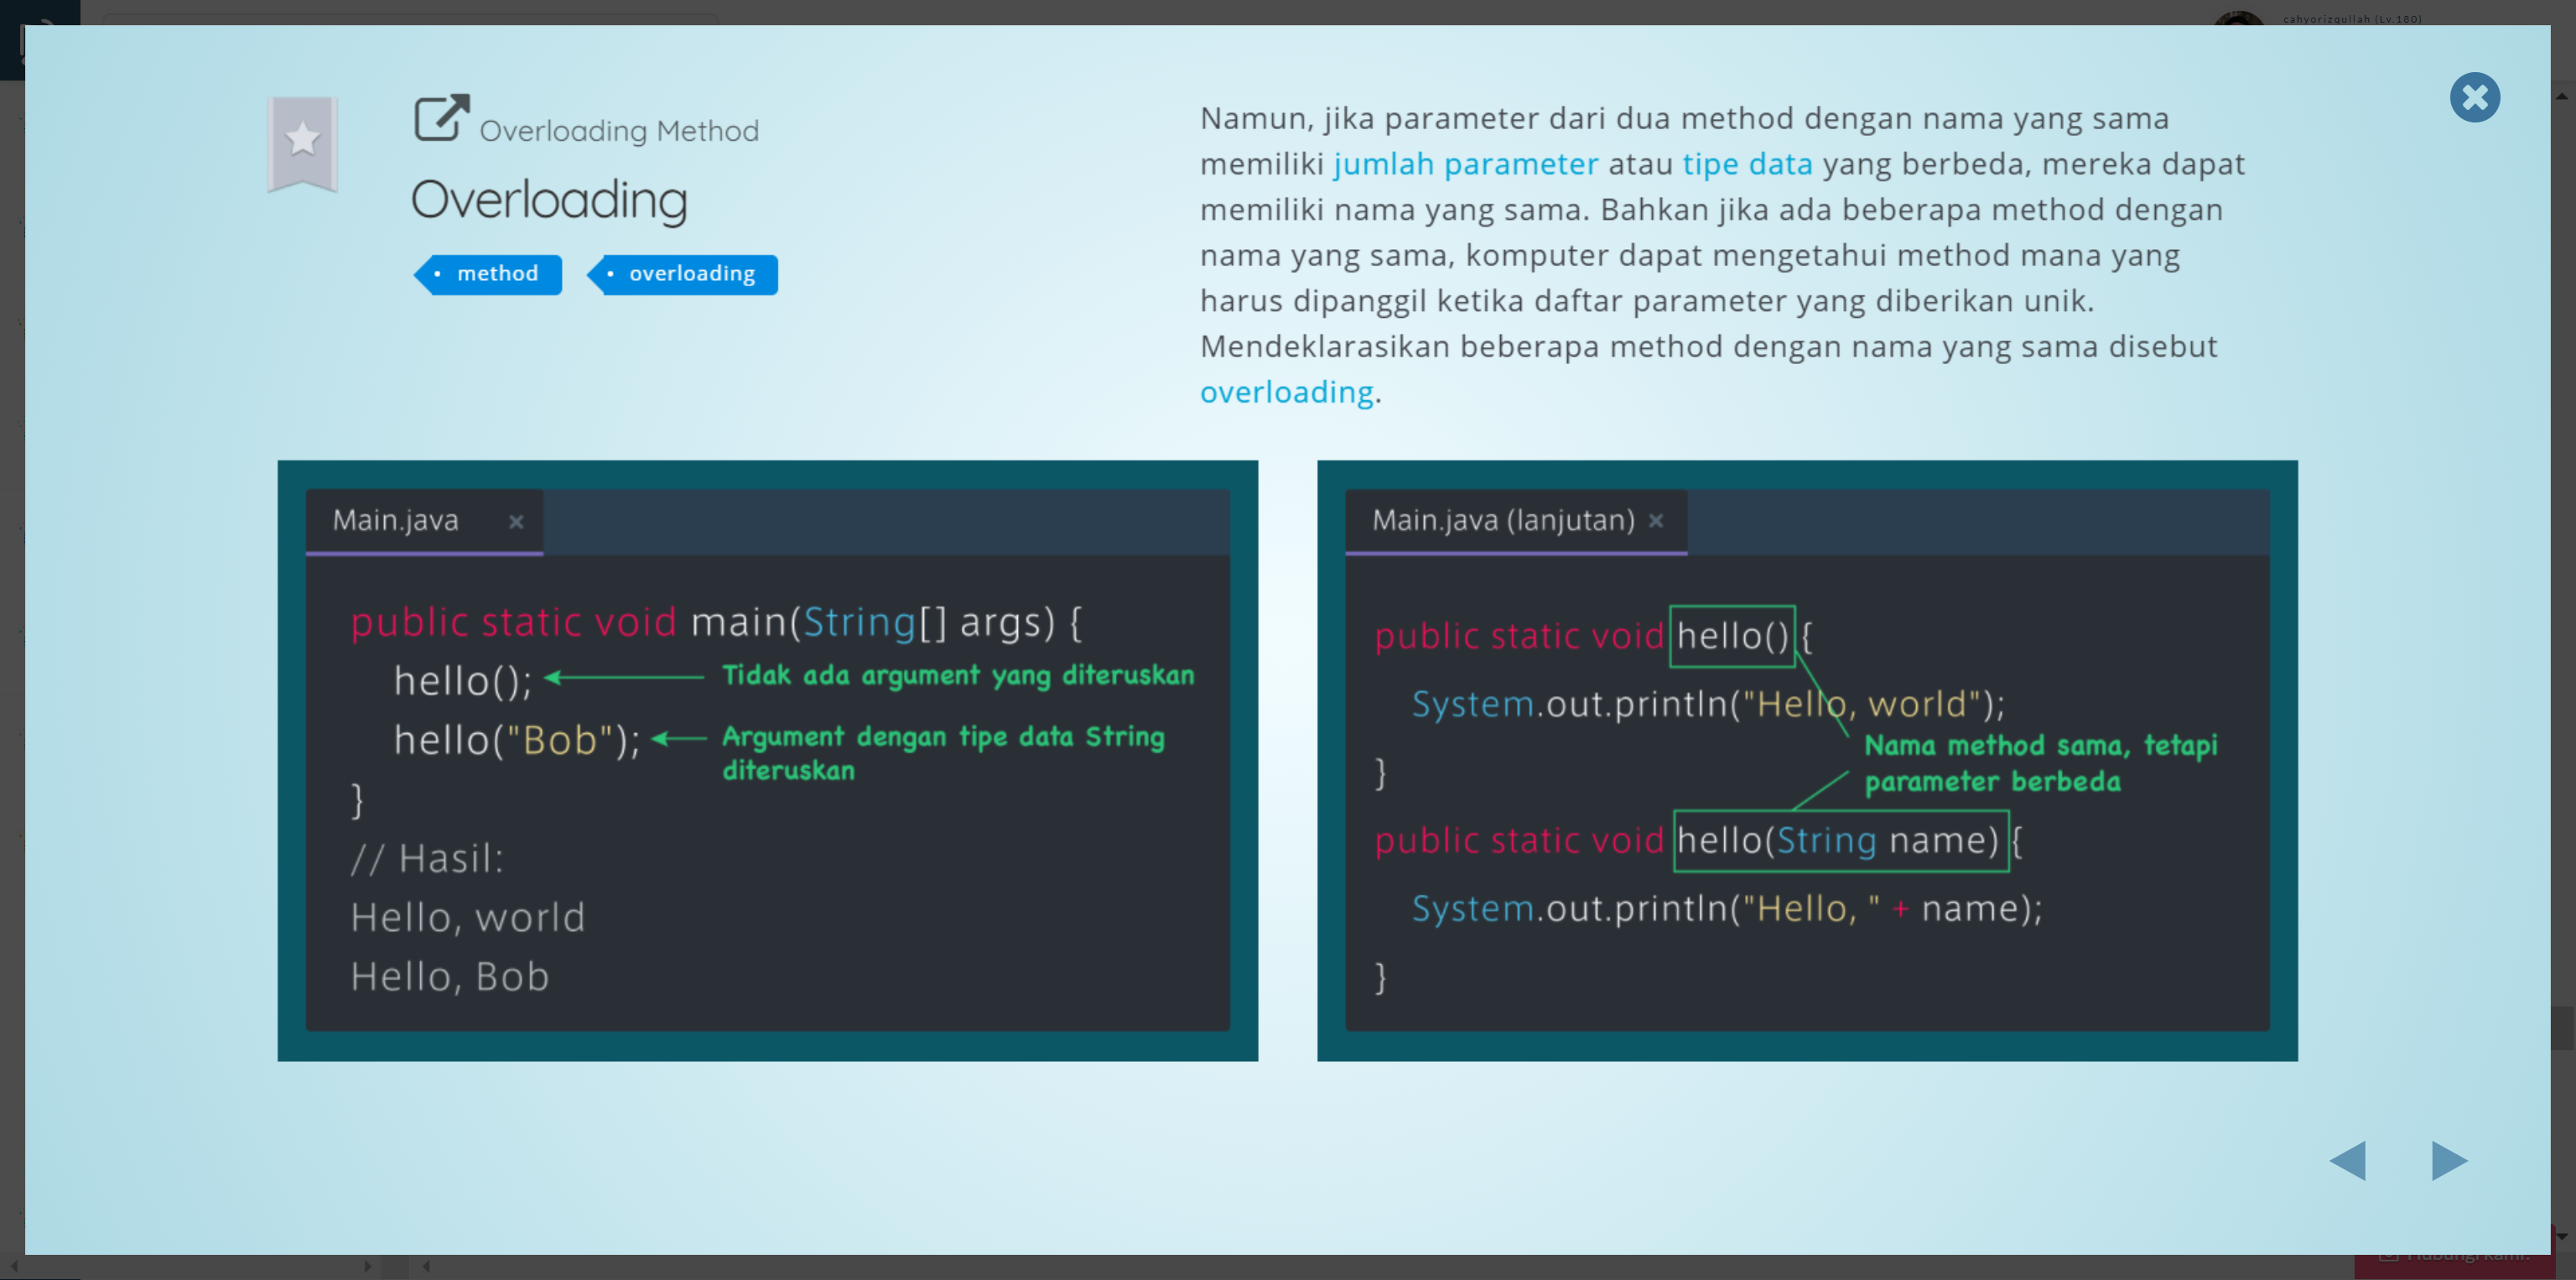 cahyorizqullah (Lv.180)
Overloading Method
Overloading
• method
• overloading
Namun, jika parameter dari dua method dengan nama yang sama
memiliki jumlah parameter atau tipe data yang berbeda, mereka dapat
memiliki nama yang sama. Bahkan jika ada beberapa method dengan
nama yang sama, komputer dapat mengetahui method mana yang
harus dipanggil ketika daftar parameter yang diberikan unik.
Mendeklarasikan beberapa method dengan nama yang sama disebut
overloading.
Main.java
public static void main(String[] args) {
hello(); Tidak ada argument yang diteruskan
hello("Bob"); Argument dengan tipe data String
diteruskan
}
// Hasil:
Hello, world
Hello, Bob
Main.java (lanjutan)
public static void hello() {
System.out.println("Hello, world");
Nama method sama, tetapi
parameter berbeda
}
public static void hello(String name) {
System.out.println("Hello, " + name);
}